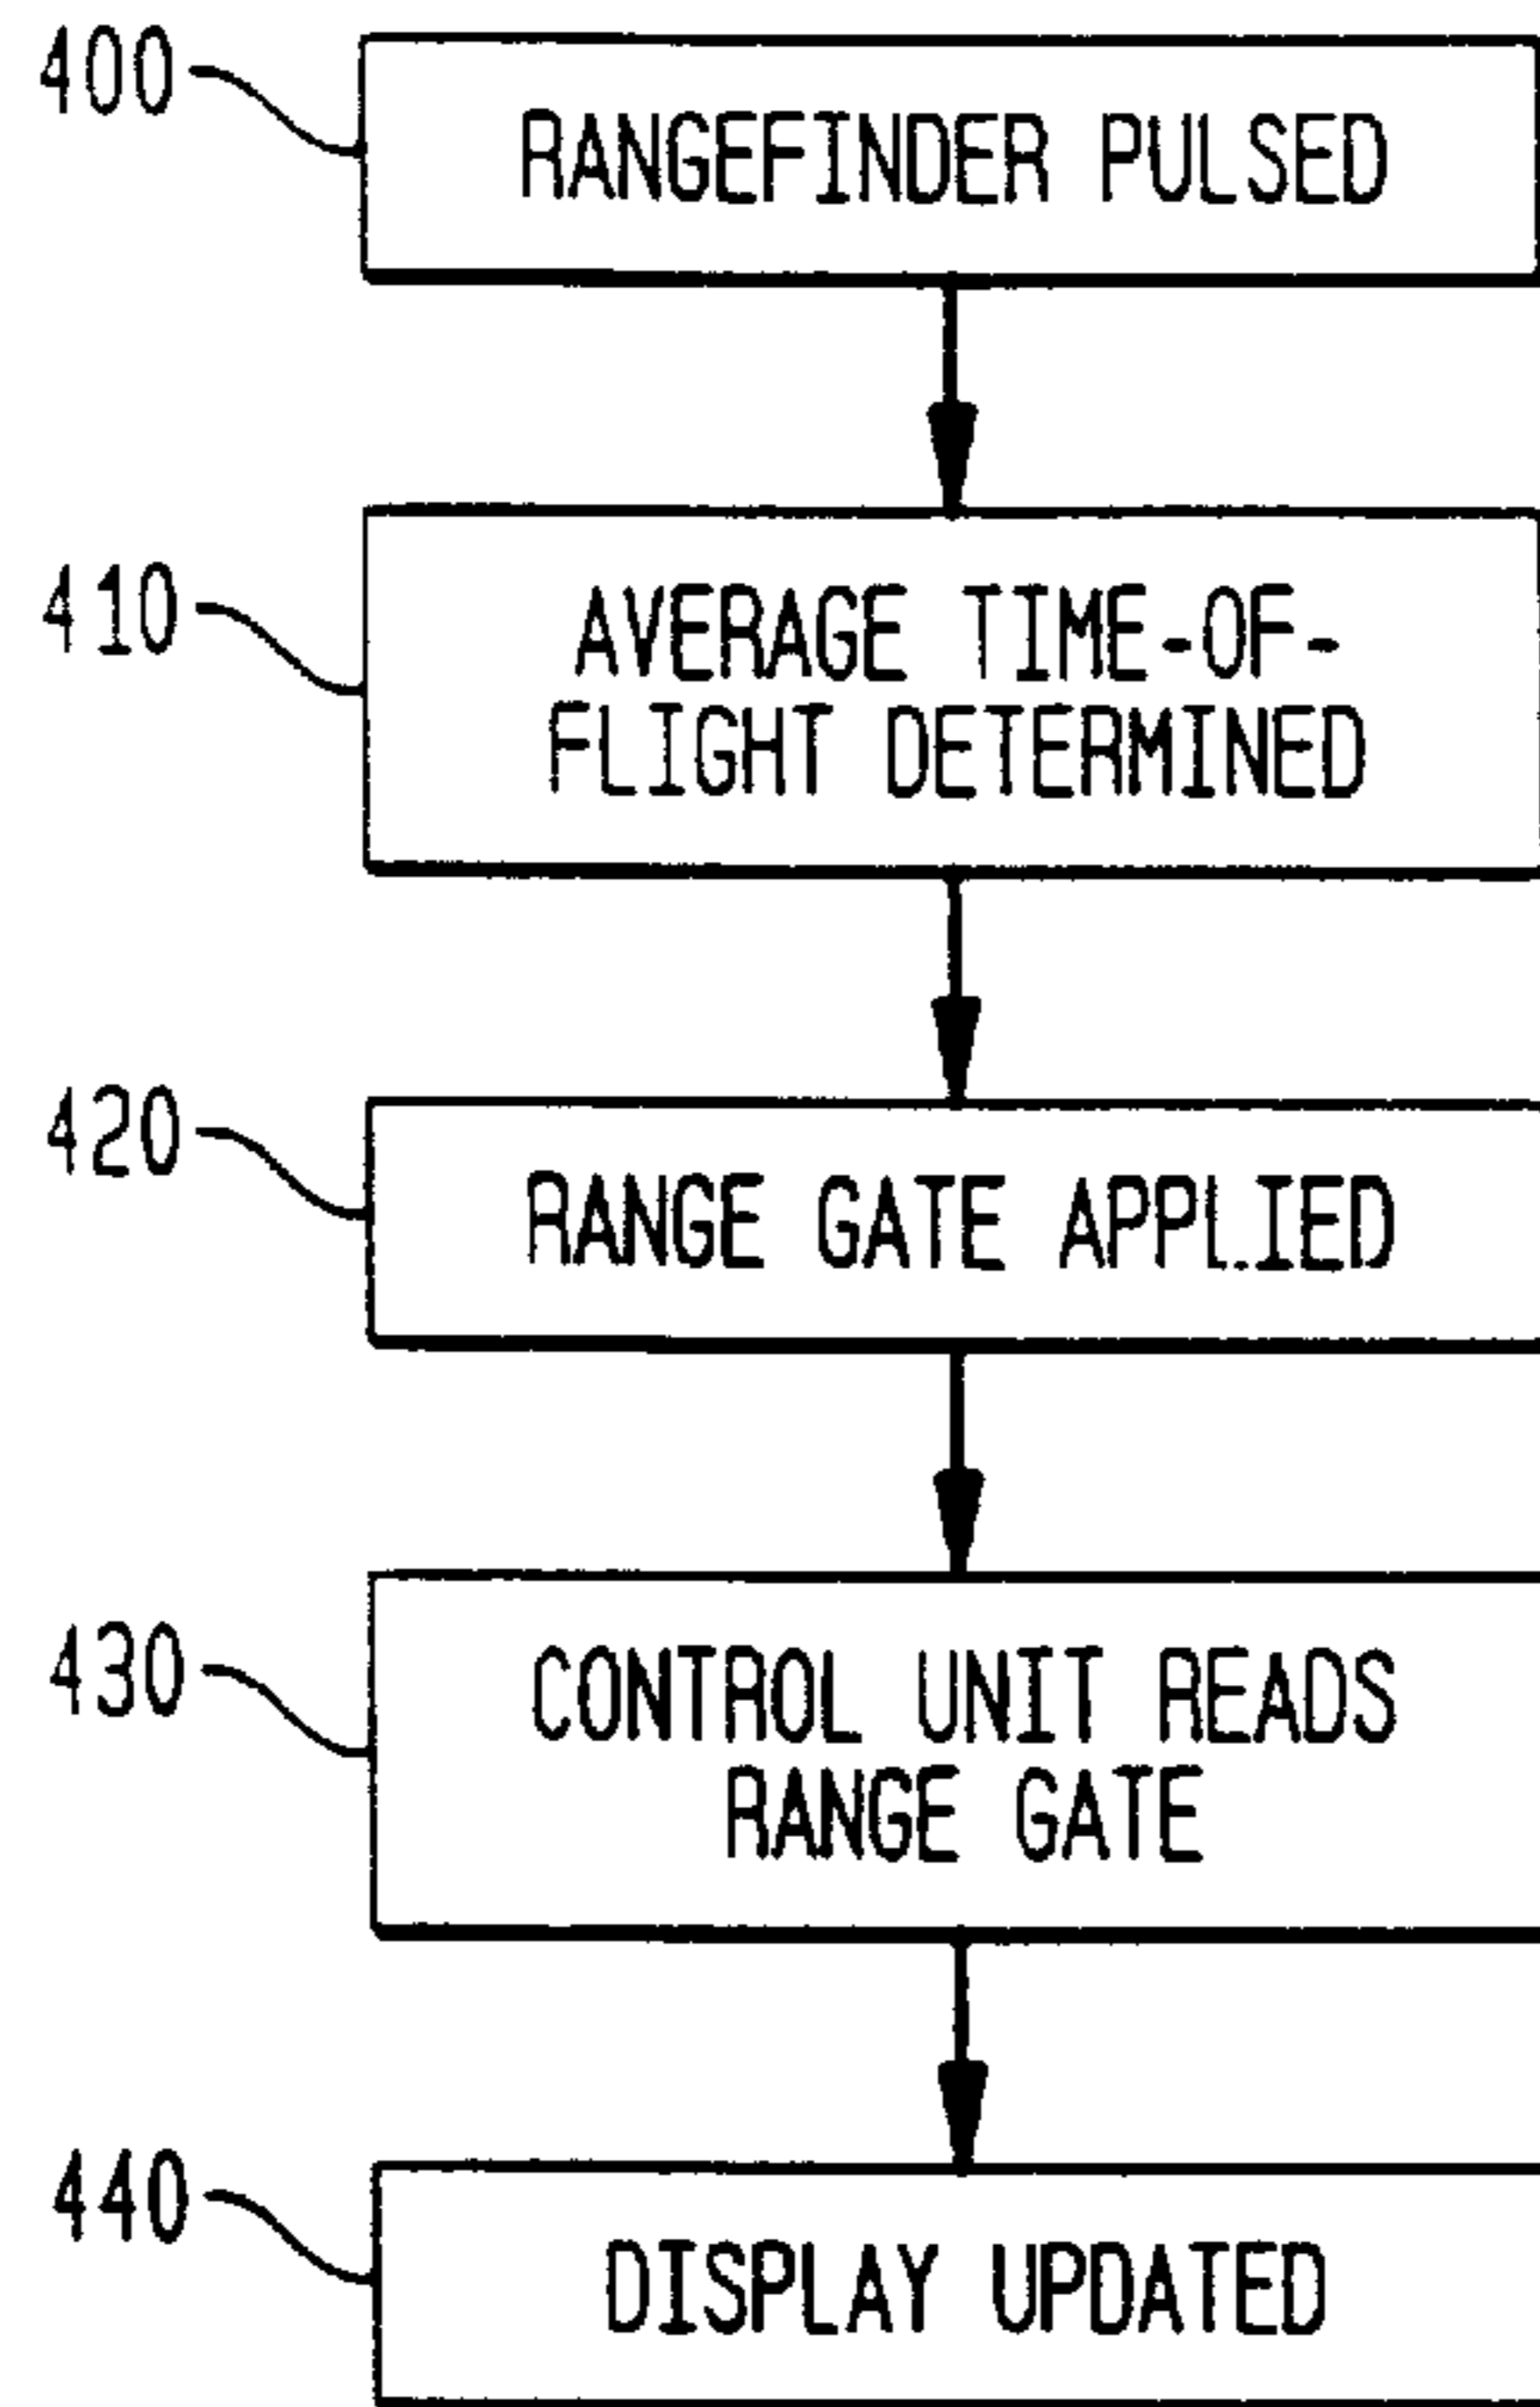 400
RANGEFINDER PULSED
410
AVERAGE TIME-OF-
FLIGHT DETERMINED
420
RANGE GATE APPLIED
430
CONTROL UNIT READS
RANGE GATE
440
DISPLAY UPDATED